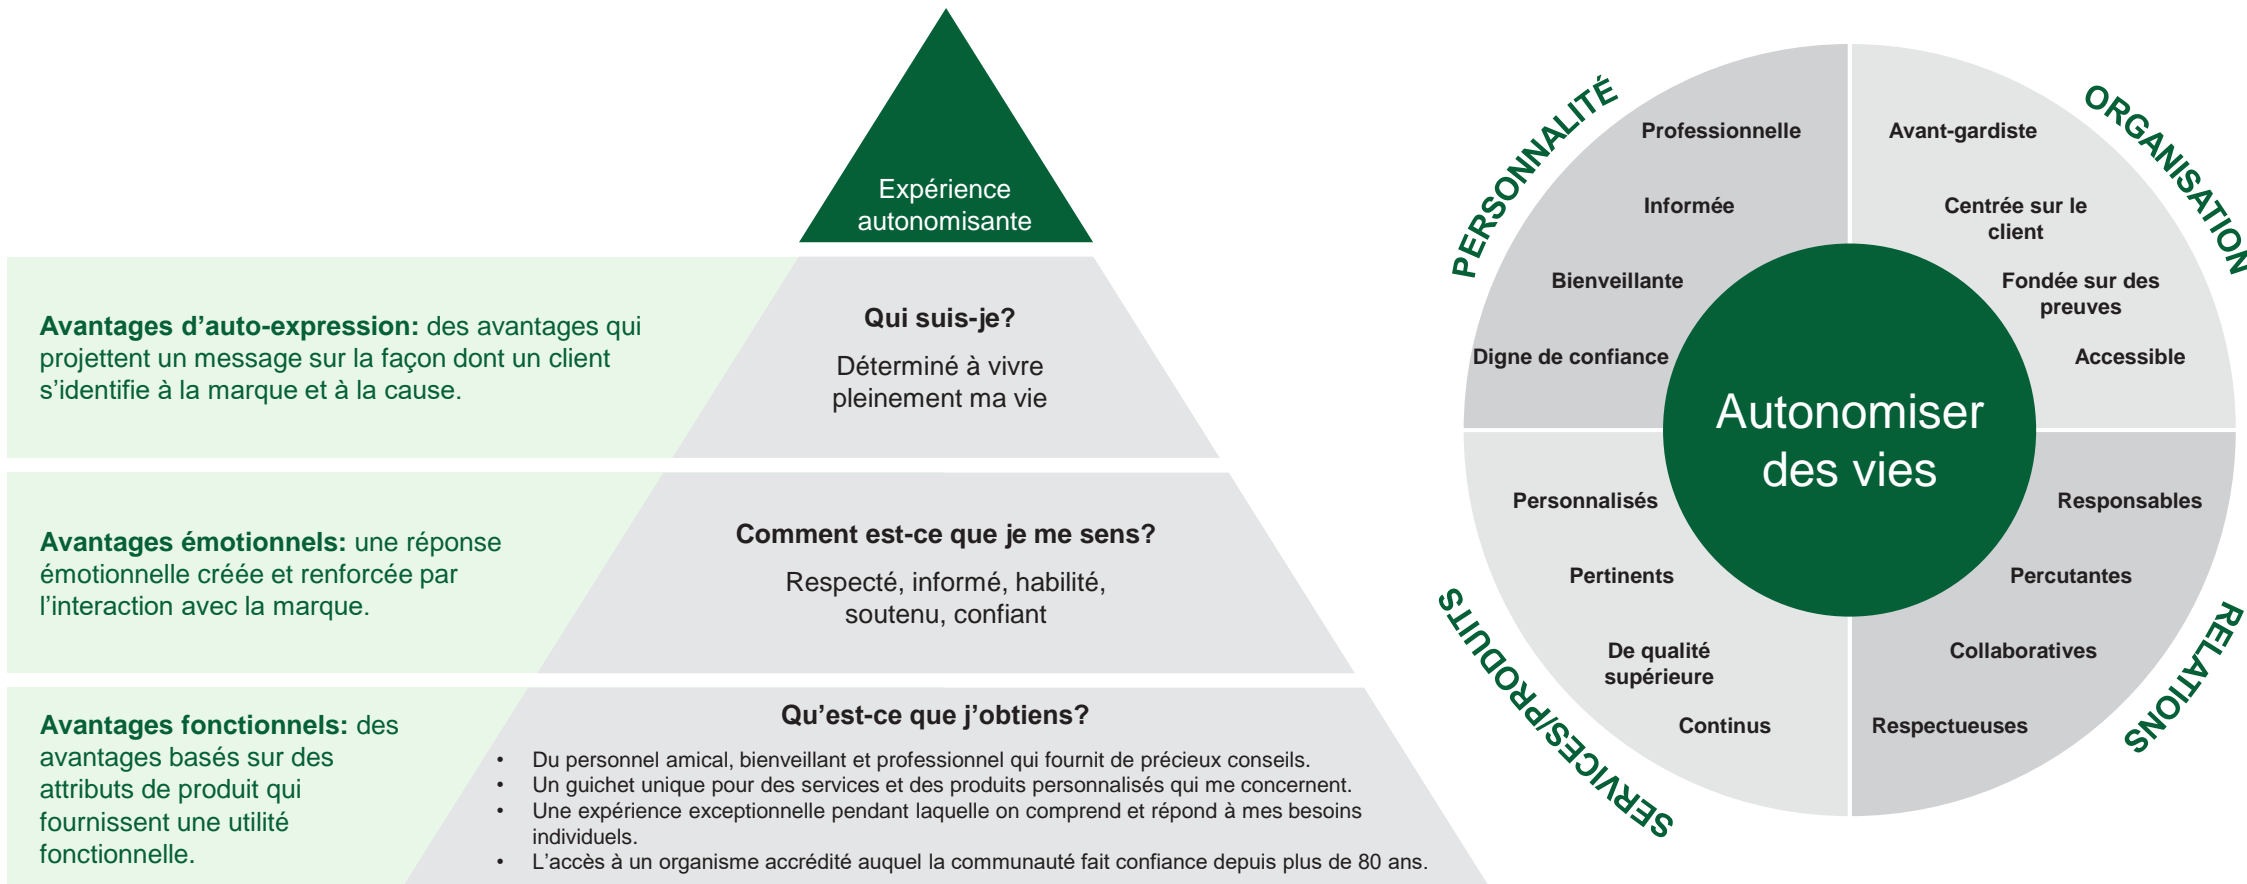 Expérience
autonomisante
Avantages d’auto-expression: des avantages qui
projettent un message sur la façon dont un client
s’identifie à la marque et à la cause.
Qui suis-je?
Déterminé à vivre
pleinement ma vie
Avantages émotionnels: une réponse
émotionnelle créée et renforcée par
l’interaction avec la marque.
Comment est-ce que je me sens?
Respecté, informé, habilité,
soutenu, confiant
Avantages fonctionnels: des
avantages basés sur des
attributs de produit qui
fournissent une utilité
fonctionnelle.
Qu’est-ce que j’obtiens?
• Du personnel amical, bienveillant et professionnel qui fournit de précieux conseils.
• Un guichet unique pour des services et des produits personnalisés qui me concernent.
• Une expérience exceptionnelle pendant laquelle on comprend et répond à mes besoins
individuels.
• L’accès à un organisme accrédité auquel la communauté fait confiance depuis plus de 80 ans.
PERSONNALITÉ
Professionnelle
Informée
Bienveillante
Digne de confiance
ORGANISATION
Avant-gardiste
Centrée sur le
client
Fondée sur des
preuves
Accessible
Autonomiser
des vies
SERVICES/PRODUITS
Personnalisés
Pertinents
De qualité
supérieure
Continus
RELATIONS
Responsables
Percutantes
Collaboratives
Respectueuses